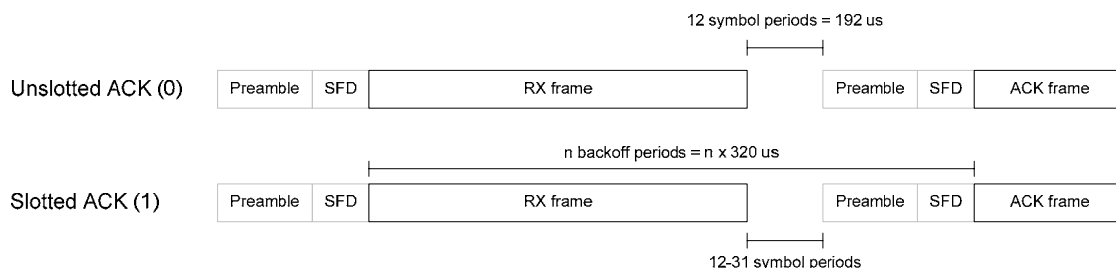 12 symbol periods = 192 us
Unslotted ACK (0) Preamble SFD RX frame Preamble SFD ACK frame
n backoff periods = n x 320 us
Slotted ACK (1) Preamble SFD RX frame Preamble SFD ACK frame
12-31 symbol periods